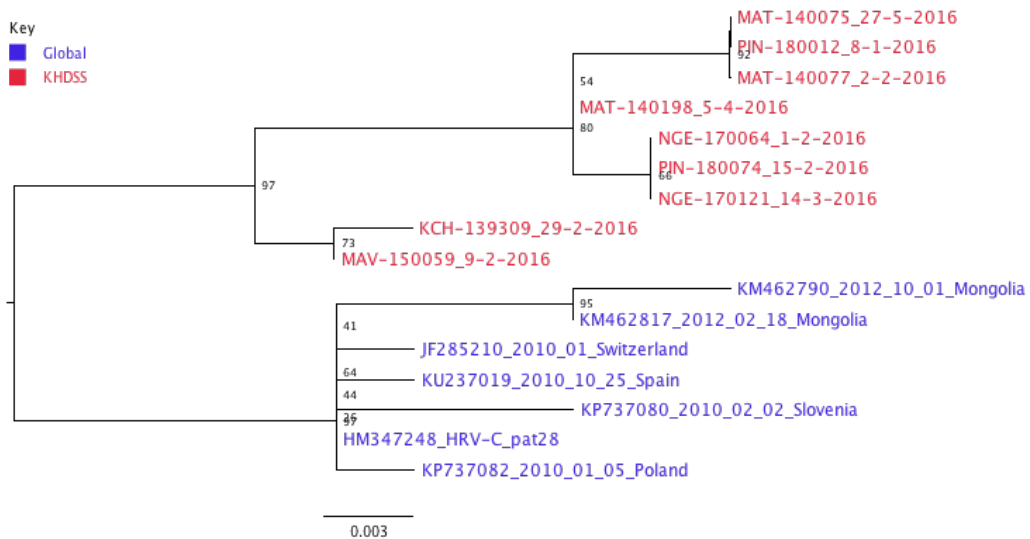 Key
Global
KHDSS
MAT-140075_27-5-2016
PJN-180012_8-1-2016
92
MAT-140077_2-2-2016
54
MAT-140198_5-4-2016
80
NGE-170064_1-2-2016
PJN-180074_15-2-2016
66
NGE-170121_14-3-2016
97
KCH-139309_29-2-2016
73
MAV-150059_9-2-2016
KM462790_2012_10_01_Mongolia
95
KM462817_2012_02_18_Mongolia
41
JF285210_2010_01_Switzerland
64
KU237019_2010_10_25_Spain
44
KP737080_2010_02_02_Slovenia
26
97
HM347248_HRV-C_pat28
KP737082_2010_01_05_Poland
0.003